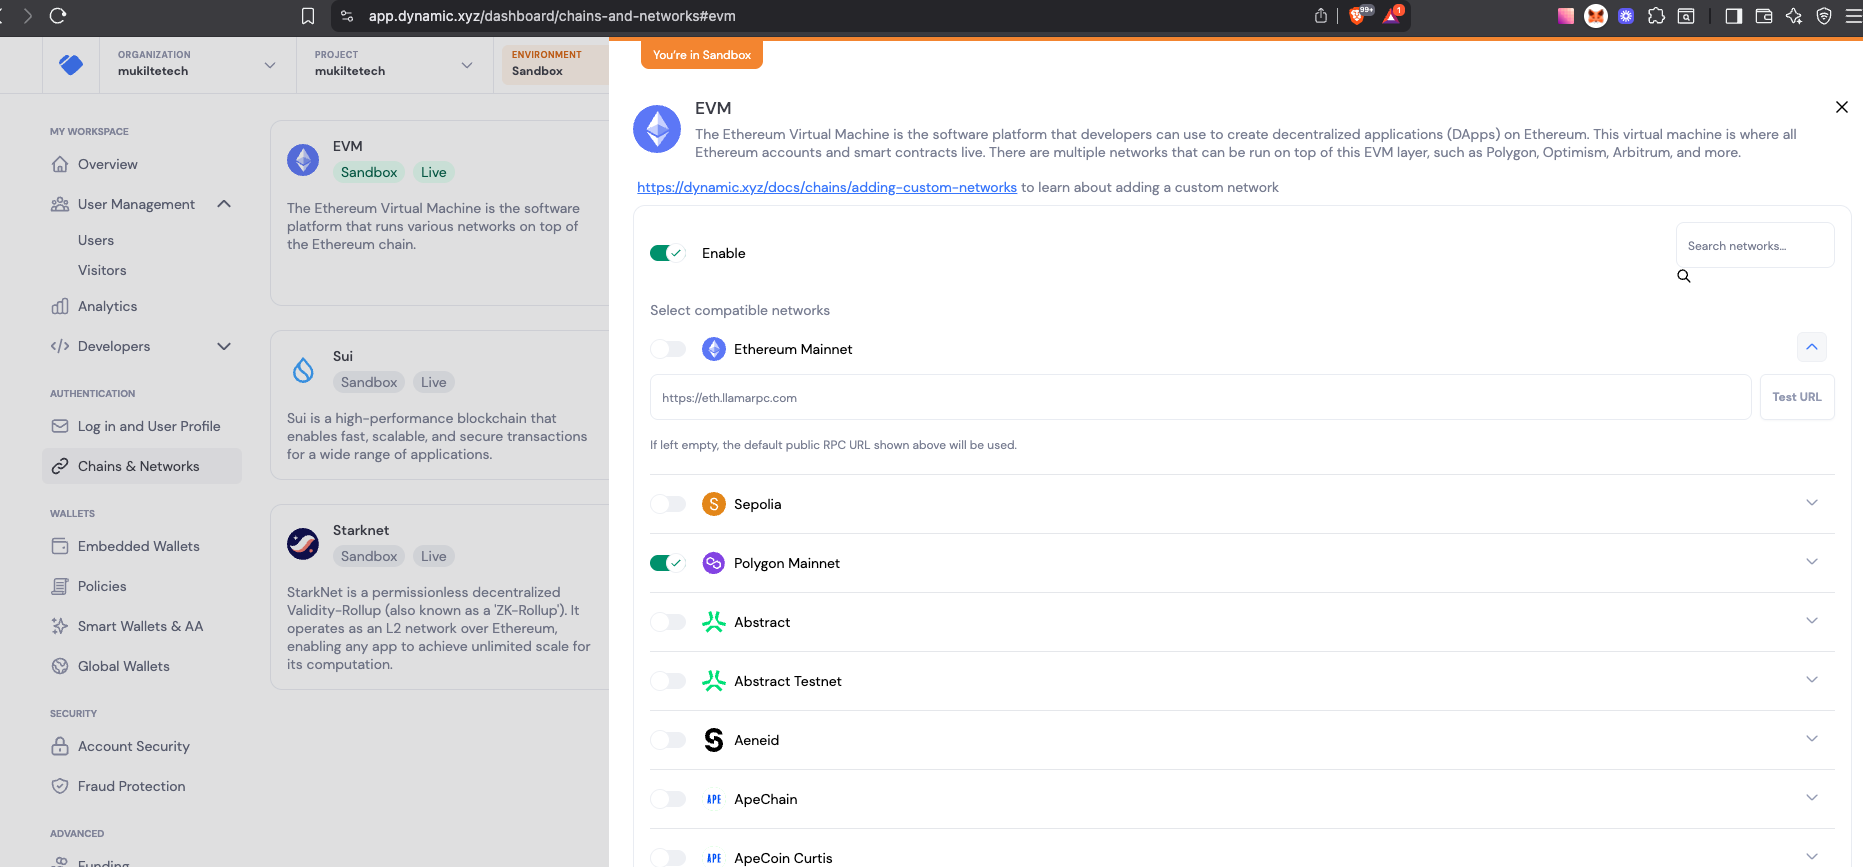 app.dynamic.xyz/dashboard/chains-and-networks#evm
99+
1
ORGANIZATION
mukiltetech
PROJECT
mukiltetech
ENVIRONMENT
Sandbox
You're in Sandbox
MY WORKSPACE
Overview
User Management
Users
Visitors
Analytics
Developers
AUTHENTICATION
Log in and User Profile
Chains & Networks
WALLETS
Embedded Wallets
Policies
Smart Wallets & AA
Global Wallets
SECURITY
Account Security
Fraud Protection
ADVANCED
Funding
EVM
Sandbox Live
The Ethereum Virtual Machine is the software
platform that runs various networks on top of
the Ethereum chain.
Sui
Sandbox Live
Sui is a high-performance blockchain that
enables fast, scalable, and secure transactions
for a wide range of applications.
Starknet
Sandbox Live
StarkNet is a permissionless decentralized
Validity-Rollup (also known as a 'ZK-Rollup'). It
operates as an L2 network over Ethereum,
enabling any app to achieve unlimited scale for
its computation.
EVM
The Ethereum Virtual Machine is the software platform that developers can use to create decentralized applications (DApps) on Ethereum. This virtual machine is where all
Ethereum accounts and smart contracts live. There are multiple networks that can be run on top of this EVM layer, such as Polygon, Optimism, Arbitrum, and more.
https://dynamic.xyz/docs/chains/adding-custom-networks to learn about adding a custom network
Enable
Search networks...
Select compatible networks
Ethereum Mainnet
https://eth.llamarpc.com
Test URL
If left empty, the default public RPC URL shown above will be used.
S Sepolia
Polygon Mainnet
Abstract
Abstract Testnet
Aeneid
APE ApeChain
APE ApeCoin Curtis